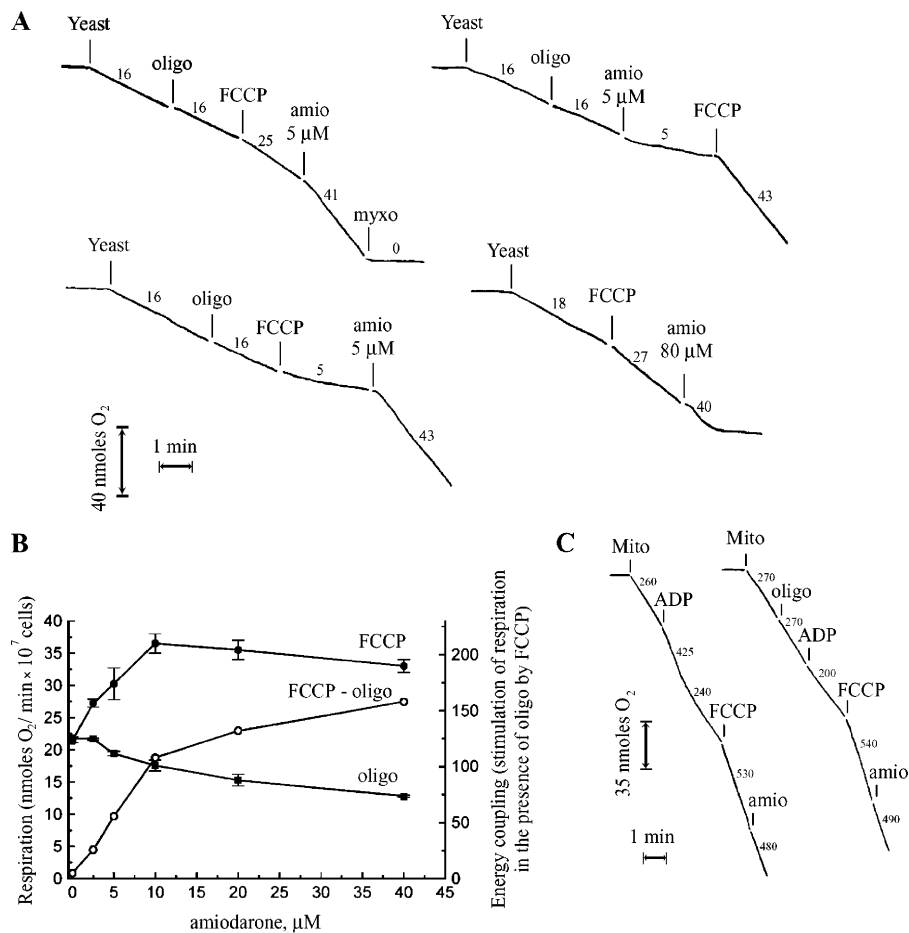 A
Yeast
16
oligo
16
FCCP
25
amio
5 µM
41
myxo
0
Yeast
16
oligo
16
amio
5 µM
5
FCCP
43
Yeast
16
oligo
16
FCCP
5
amio
5 µM
43
Yeast
18
FCCP
27
amio
80 µM
40
40 nmoles O2
1 min
B
Respiration (nmoles O2/ min × 10^7 cells)
40
35
30
25
20
15
10
5
0
0 5 10 15 20 25 30 35 40 45
amiodarone, µM
FCCP
FCCP - oligo
oligo
200
150
100
50
0
Energy coupling (stimulation of respiration
in the presence of oligo by FCCP)
C
Mito
260
ADP
425
240
FCCP
530
amio
480
Mito
270
oligo
270
ADP
200
FCCP
540
amio
490
35 nmoles O2
1 min